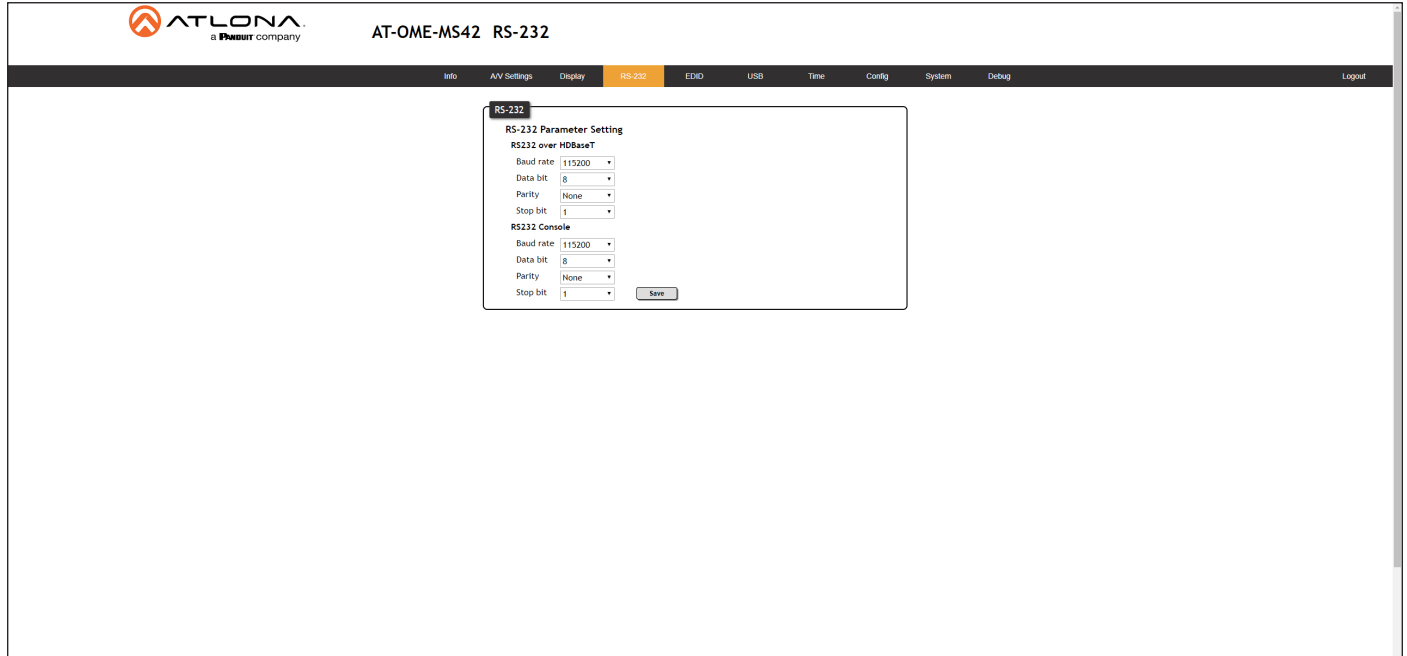 ATLONA.
a PANDUIT company
AT-OME-MS42 RS-232
Info A/V Settings Display RS-232 EDID USB Time Config System Debug Logout
RS-232
RS-232 Parameter Setting
RS232 over HDBaseT
Baud rate 115200
Data bit 8
Parity None
Stop bit 1
RS232 Console
Baud rate 115200
Data bit 8
Parity None
Stop bit 1 Save